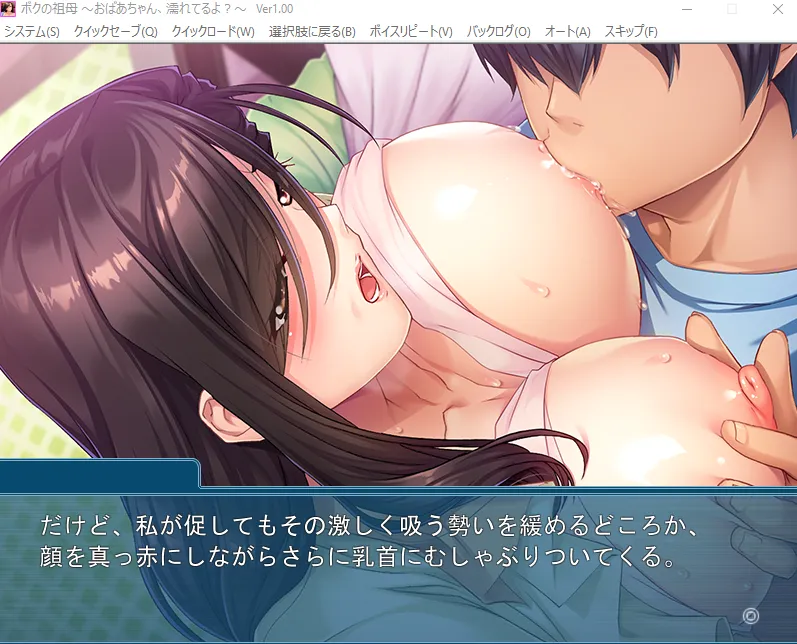 ボクの祖母 ～おばあちゃん、濡れてるよ？～ Ver1.00
システム(S) クイックセーブ(Q) クイックロード(W) 選択肢に戻る(B) ボイスリピート(V) バックログ(O) オート(A) スキップ(F)
だけど、私が促してもその激しく吸う勢いを緩めるどころか、
顔を真っ赤にしながらさらに乳首にむしゃぶりついてくる。